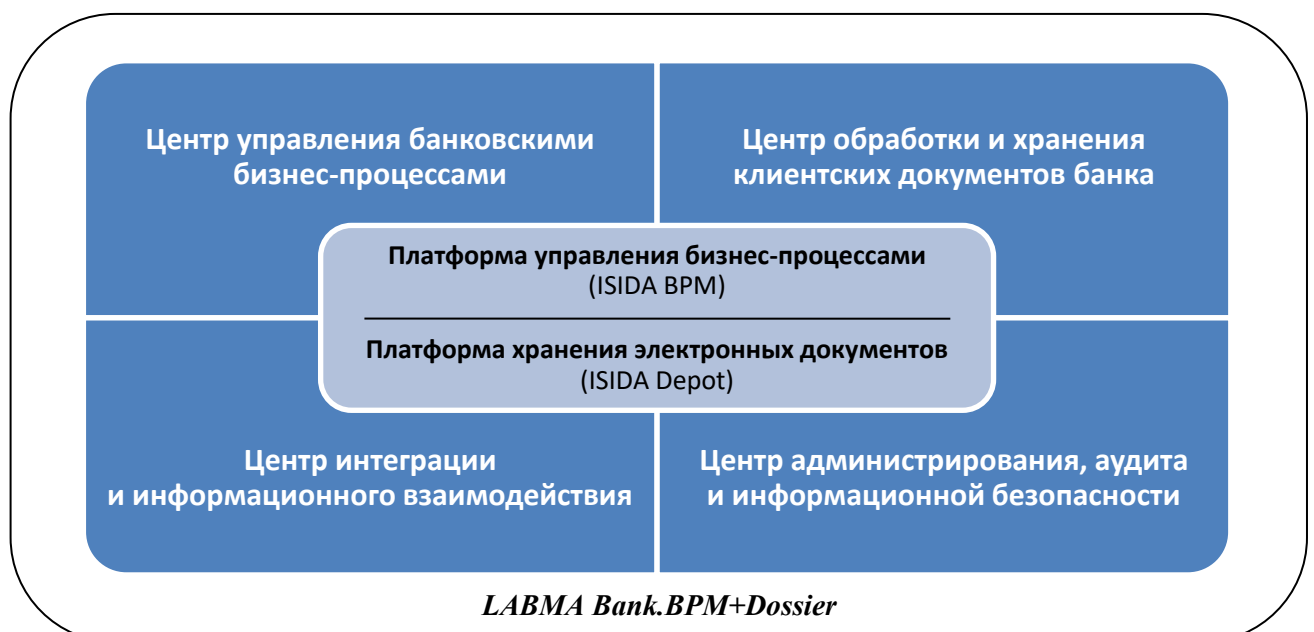 Центр управления банковскими
бизнес-процессами
Центр обработки и хранения
клиентских документов банка
Платформа управления бизнес-процессами
(ISIDA BPM)
Платформа хранения электронных документов
(ISIDA Depot)
Центр интеграции
и информационного взаимодействия
Центр администрирования, аудита
и информационной безопасности
LABMA Bank.BPM+Dossier